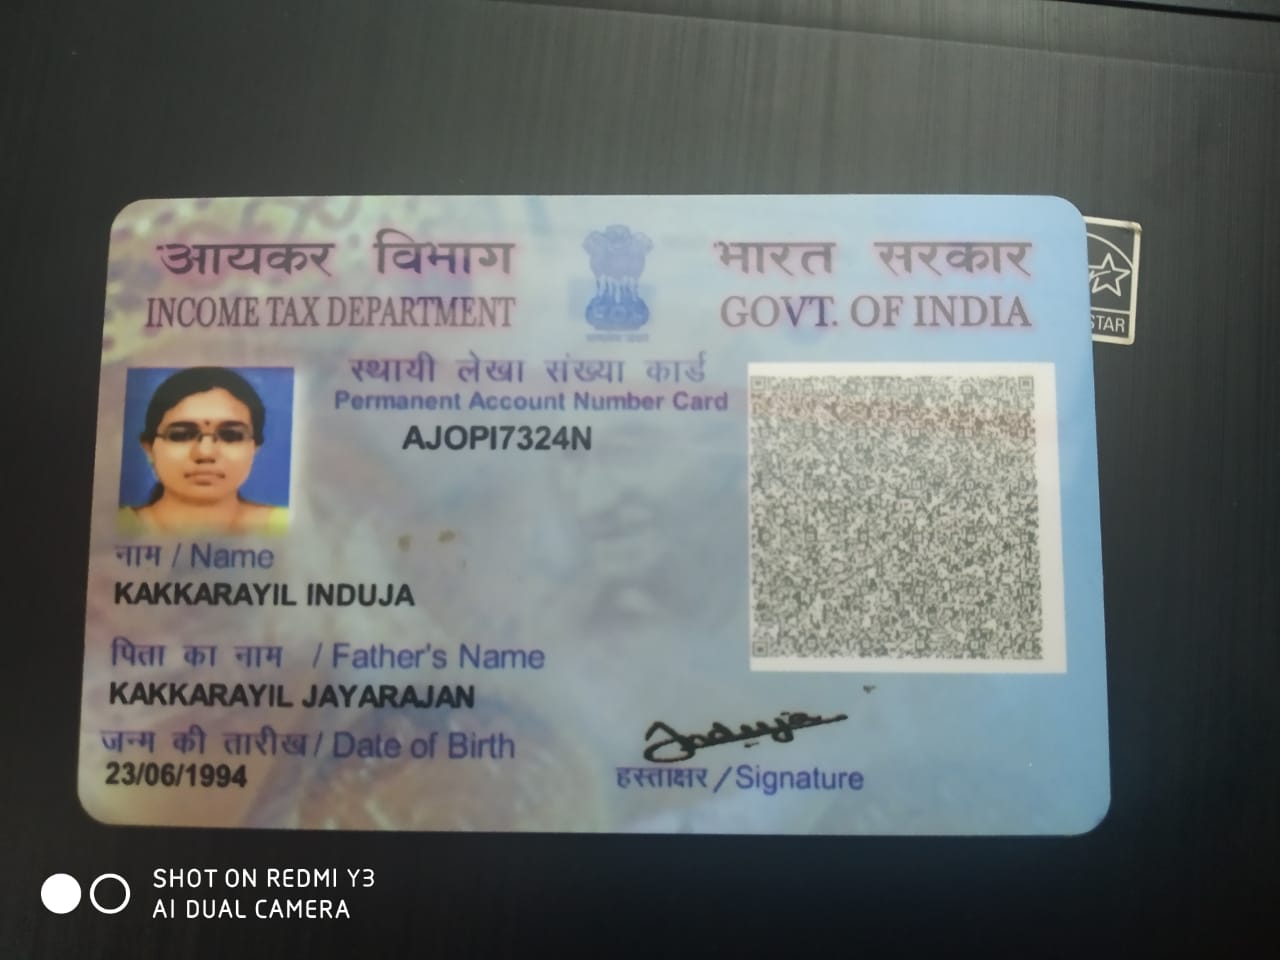 आयकर विभाग
INCOME TAX DEPARTMENT
भारत सरकार
GOVT. OF INDIA
स्थायी लेखा संख्या कार्ड
Permanent Account Number Card
AJOPI7324N
नाम / Name
KAKKARAYIL INDUJA
पिता का नाम / Father's Name
KAKKARAYIL JAYARAJAN
जन्म की तारीख / Date of Birth
23/06/1994
Induja
हस्ताक्षर / Signature
STAR
SHOT ON REDMI Y3
AI DUAL CAMERA